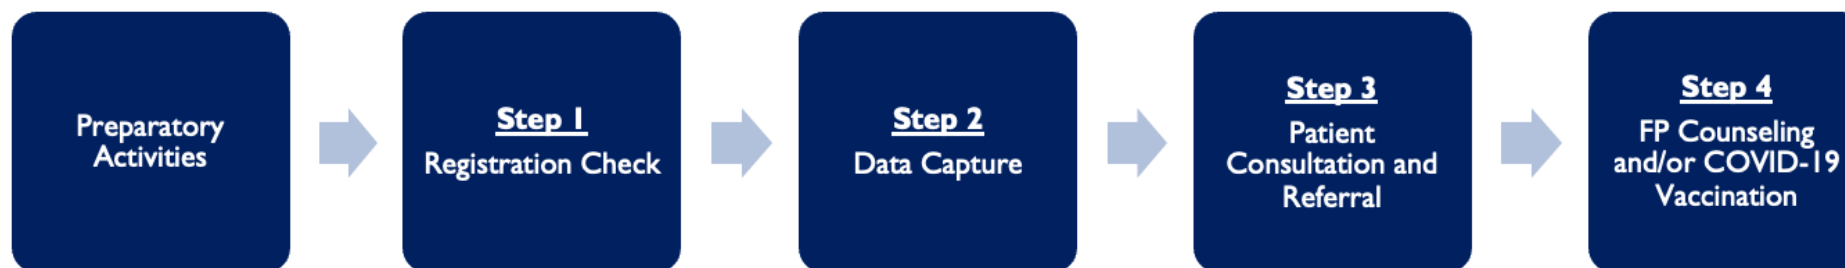 Preparatory
Activities
Step 1
Registration Check
Step 2
Data Capture
Step 3
Patient
Consultation and
Referral
Step 4
FP Counseling
and/or COVID-19
Vaccination